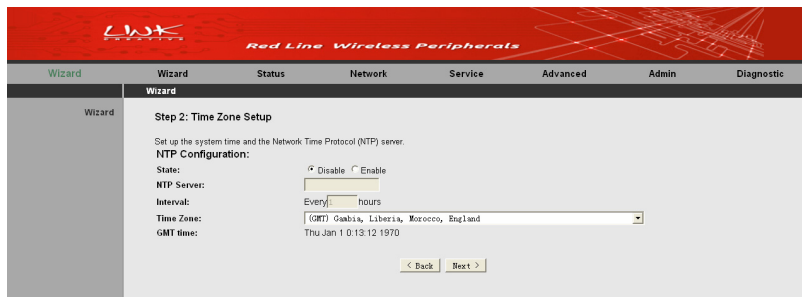 LINK
CREATIVE
Red Line Wireless Peripherals
Wizard Wizard Status Network Service Advanced Admin Diagnostic
Wizard
Wizard
Step 2: Time Zone Setup
Set up the system time and the Network Time Protocol (NTP) server.
NTP Configuration:
State: Disable Enable
NTP Server:
Interval: Every 1 hours
Time Zone: (GMT) Gambia, Liberia, Morocco, England
GMT time: Thu Jan 1 0:13:12 1970
< Back Next >